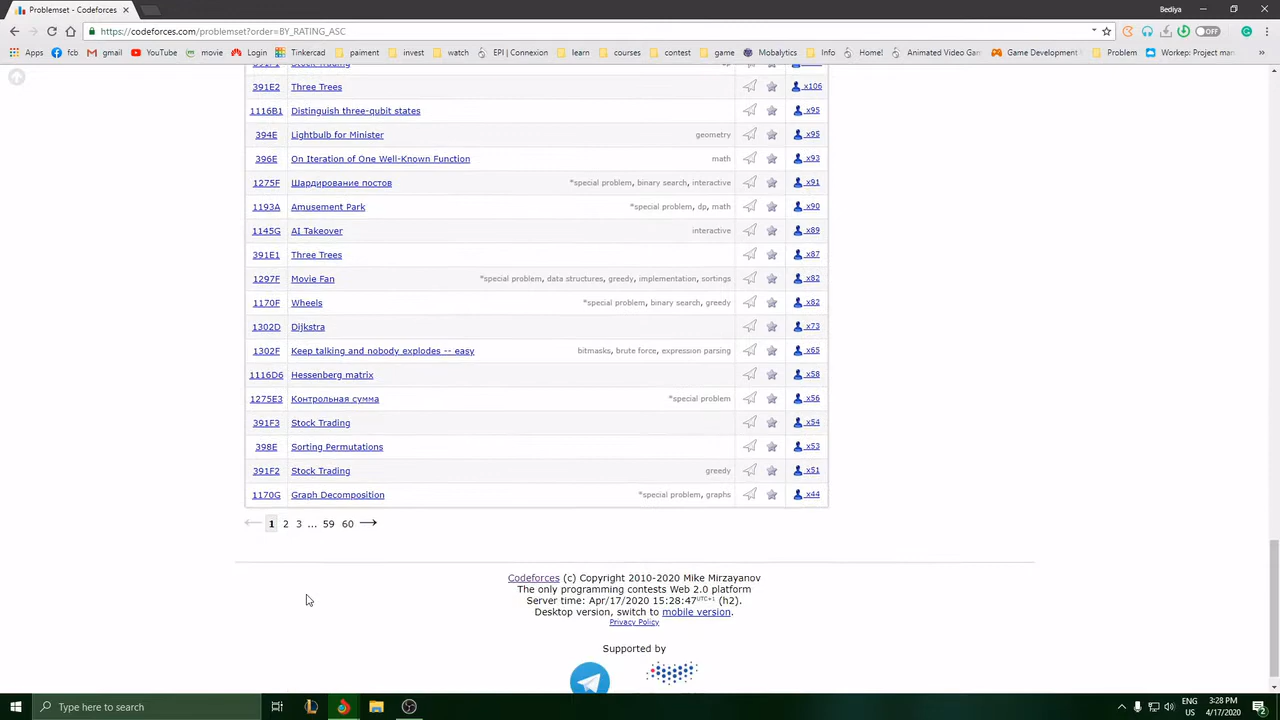 Problemset - Codeforces
Bediya
https://codeforces.com/problemset?order=BY_RATING_ASC
OFF
Apps fcb gmail YouTube movie Login Tinkercad paiment invest watch EPI | Connexion learn courses contest game Mobalytics Info Home! Animated Video Gam Game Development Problem Workep: Project man
Stock Trading
391E2 Three Trees x106
1116B1 Distinguish three-qubit states x95
394E Lightbulb for Minister geometry x95
396E On Iteration of One Well-Known Function math x93
1275F Шардирование постов *special problem, binary search, interactive x91
1193A Amusement Park *special problem, dp, math x90
1145G AI Takeover interactive x89
391E1 Three Trees x87
1297F Movie Fan *special problem, data structures, greedy, implementation, sortings x82
1170F Wheels *special problem, binary search, greedy x82
1302D Dijkstra x73
1302F Keep talking and nobody explodes -- easy bitmasks, brute force, expression parsing x65
1116D6 Hessenberg matrix x58
1275E3 Контрольная сумма *special problem x56
391F3 Stock Trading x54
398E Sorting Permutations x53
391F2 Stock Trading greedy x51
1170G Graph Decomposition *special problem, graphs x44
1 2 3 ... 59 60
Codeforces (c) Copyright 2010-2020 Mike Mirzayanov
The only programming contests Web 2.0 platform
Server time: Apr/17/2020 15:28:47UTC+1 (h2).
Desktop version, switch to mobile version.
Privacy Policy
Supported by
Type here to search
ENG
US
3:28 PM
4/17/2020
2